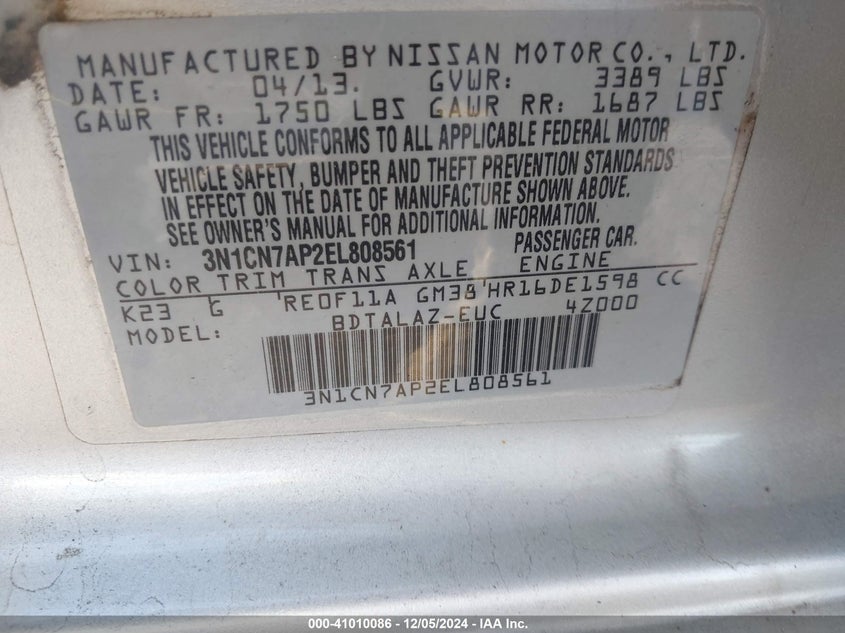 MANUFACTURED BY NISSAN MOTOR CO., LTD.
DATE: 04/13. GVWR: 3389 LBS
GAWR FR: 1750 LBS GAWR RR: 1687 LBS
THIS VEHICLE CONFORMS TO ALL APPLICABLE FEDERAL MOTOR
VEHICLE SAFETY, BUMPER AND THEFT PREVENTION STANDARDS
IN EFFECT ON THE DATE OF MANUFACTURE SHOWN ABOVE.
SEE OWNER'S MANUAL FOR ADDITIONAL INFORMATION.
VIN: 3N1CN7AP2EL808561 PASSENGER CAR.
COLOR TRIM TRANS AXLE ENGINE
K23 G RE0F11A GM38 HR16DE1598 CC
MODEL: BDTALAZ-EUC 4Z000
3N1CN7AP2EL808561
000-41010086 - 12/05/2024 - IAA Inc.